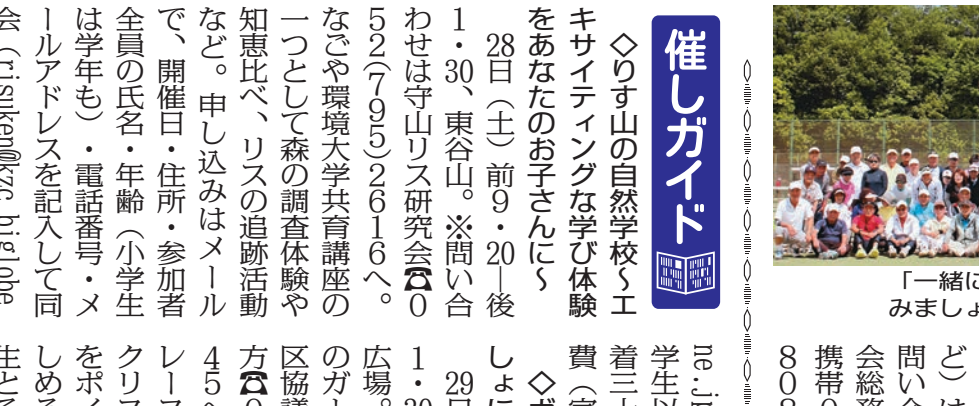 催しガイド
◇りす山の自然学校～エ
キサイティングな学び体験
をあなたのお子さんに～
28日（土）前9・20―後
1・30、東谷山。※問い合
わせは守山リス研究会☎0
52(795)2616へ。
なごや環境大学共育講座の
一つとして森の調査体験や
知恵比べ、リスの追跡活動
など。申し込みはメール
で、開催日・住所・参加者
全員の氏名・年齢（小学生
は学年も）・電話番号・メ
ールアドレスを記入して同
会（risuken@kzc.biglobe
ne.j
学生以
着三十
費（実
しょに
29日
1・30
広場。
のガ
区協議
方☎0
45へ
レース
クリス
をポイ
しめる
生とそ
「一緒に
みましょ
ど）は
問い合
会総務
携帯